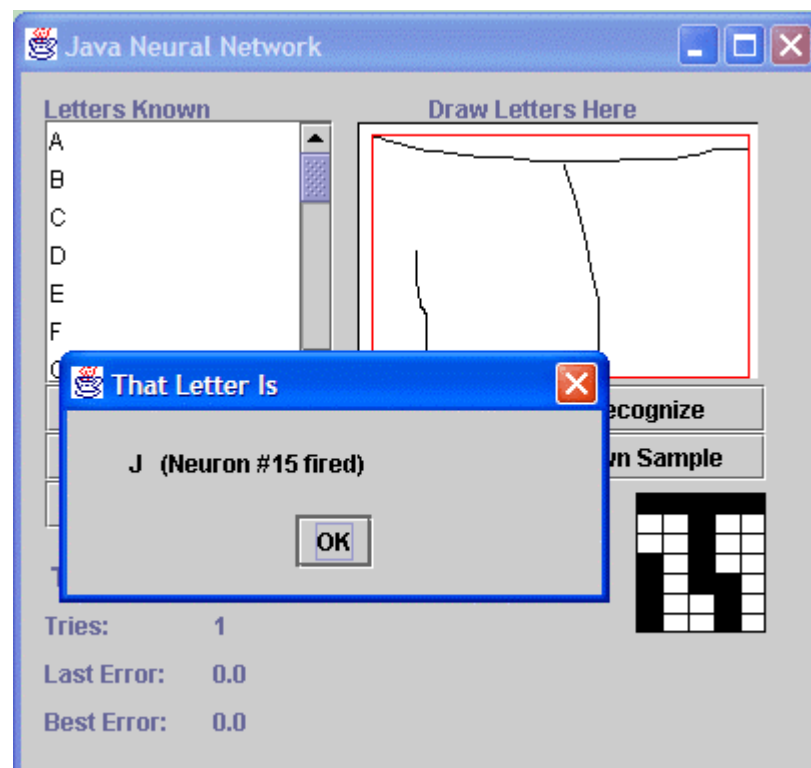 Java Neural Network
Letters Known
Draw Letters Here
A
B
C
D
E
F
That Letter Is
ecognize
J (Neuron #15 fired)
wn Sample
OK
Tries: 1
Last Error: 0.0
Best Error: 0.0